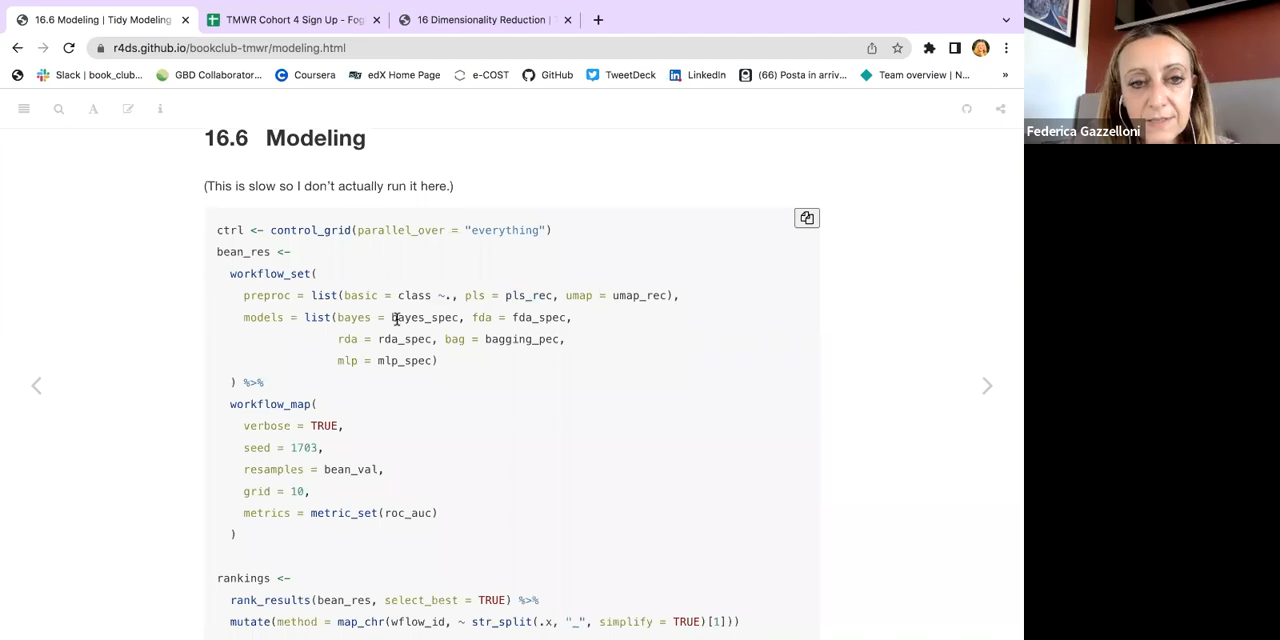 16.6 Modeling | Tidy Modeling
TMWR Cohort 4 Sign Up - Fog
16 Dimensionality Reduction |
r4ds.github.io/bookclub-tmwr/modeling.html
Slack | book_club...
GBD Collaborator...
Coursera
edX Home Page
e-COST
GitHub
TweetDeck
LinkedIn
(66) Posta in arriv...
Team overview | N...
»
Federica Gazzelloni
16.6 Modeling
(This is slow so I don't actually run it here.)
ctrl <- control_grid(parallel_over = "everything")
bean_res <-
workflow_set(
preproc = list(basic = class ~., pls = pls_rec, umap = umap_rec),
models = list(bayes = bayes_spec, fda = fda_spec,
rda = rda_spec, bag = bagging_pec,
mlp = mlp_spec)
) %>%
workflow_map(
verbose = TRUE,
seed = 1703,
resamples = bean_val,
grid = 10,
metrics = metric_set(roc_auc)
)
rankings <-
rank_results(bean_res, select_best = TRUE) %>%
mutate(method = map_chr(wflow_id, ~ str_split(.x, "_", simplify = TRUE)[1]))